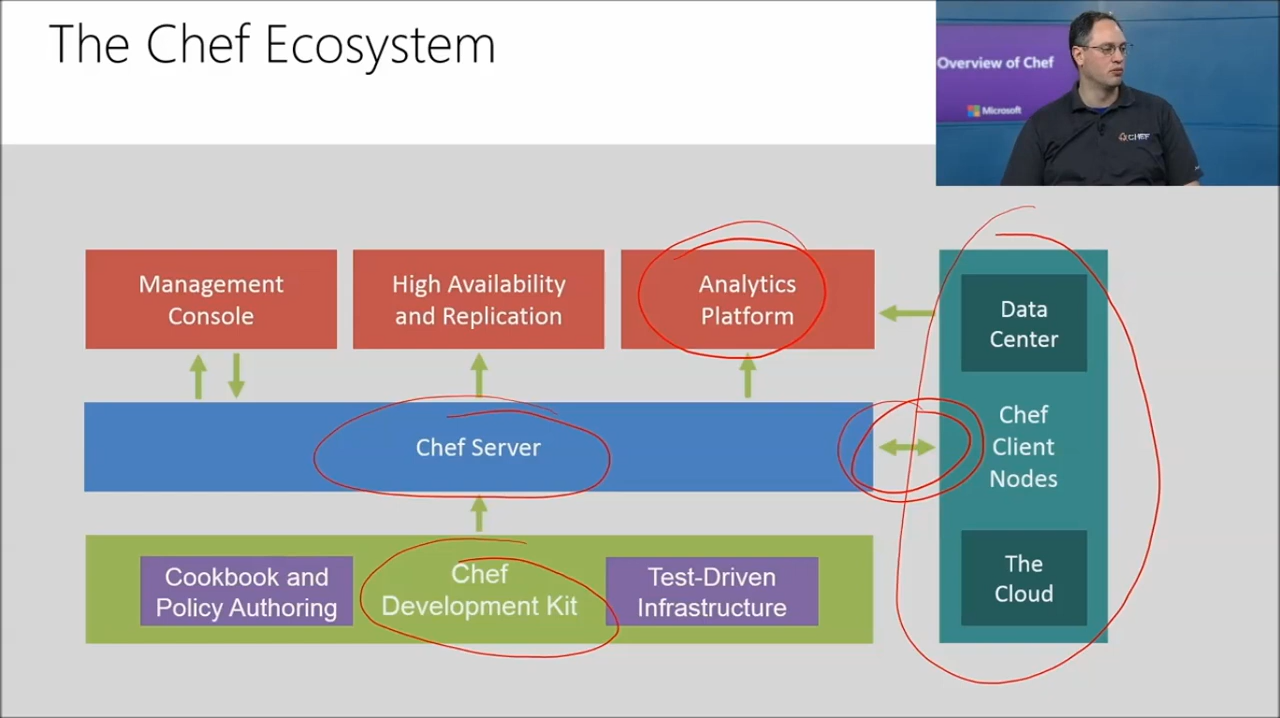 The Chef Ecosystem
Overview of Chef
Microsoft
CHEF
Management
Console
High Availability
and Replication
Analytics
Platform
Data
Center
Chef Server
Chef
Client
Nodes
Cookbook and
Policy Authoring
Chef
Development Kit
Test-Driven
Infrastructure
The
Cloud